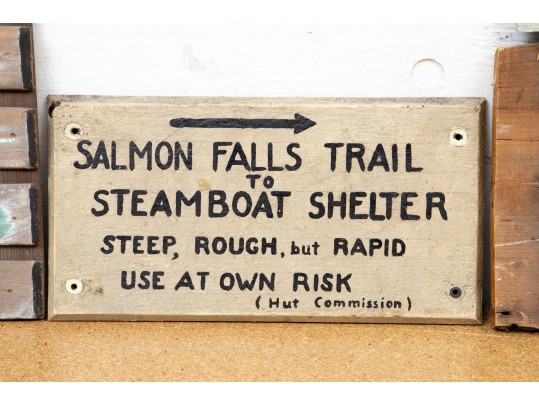 SALMON FALLS TRAIL
TO
STEAMBOAT SHELTER
STEEP, ROUGH, but RAPID
USE AT OWN RISK
(Hut Commission)